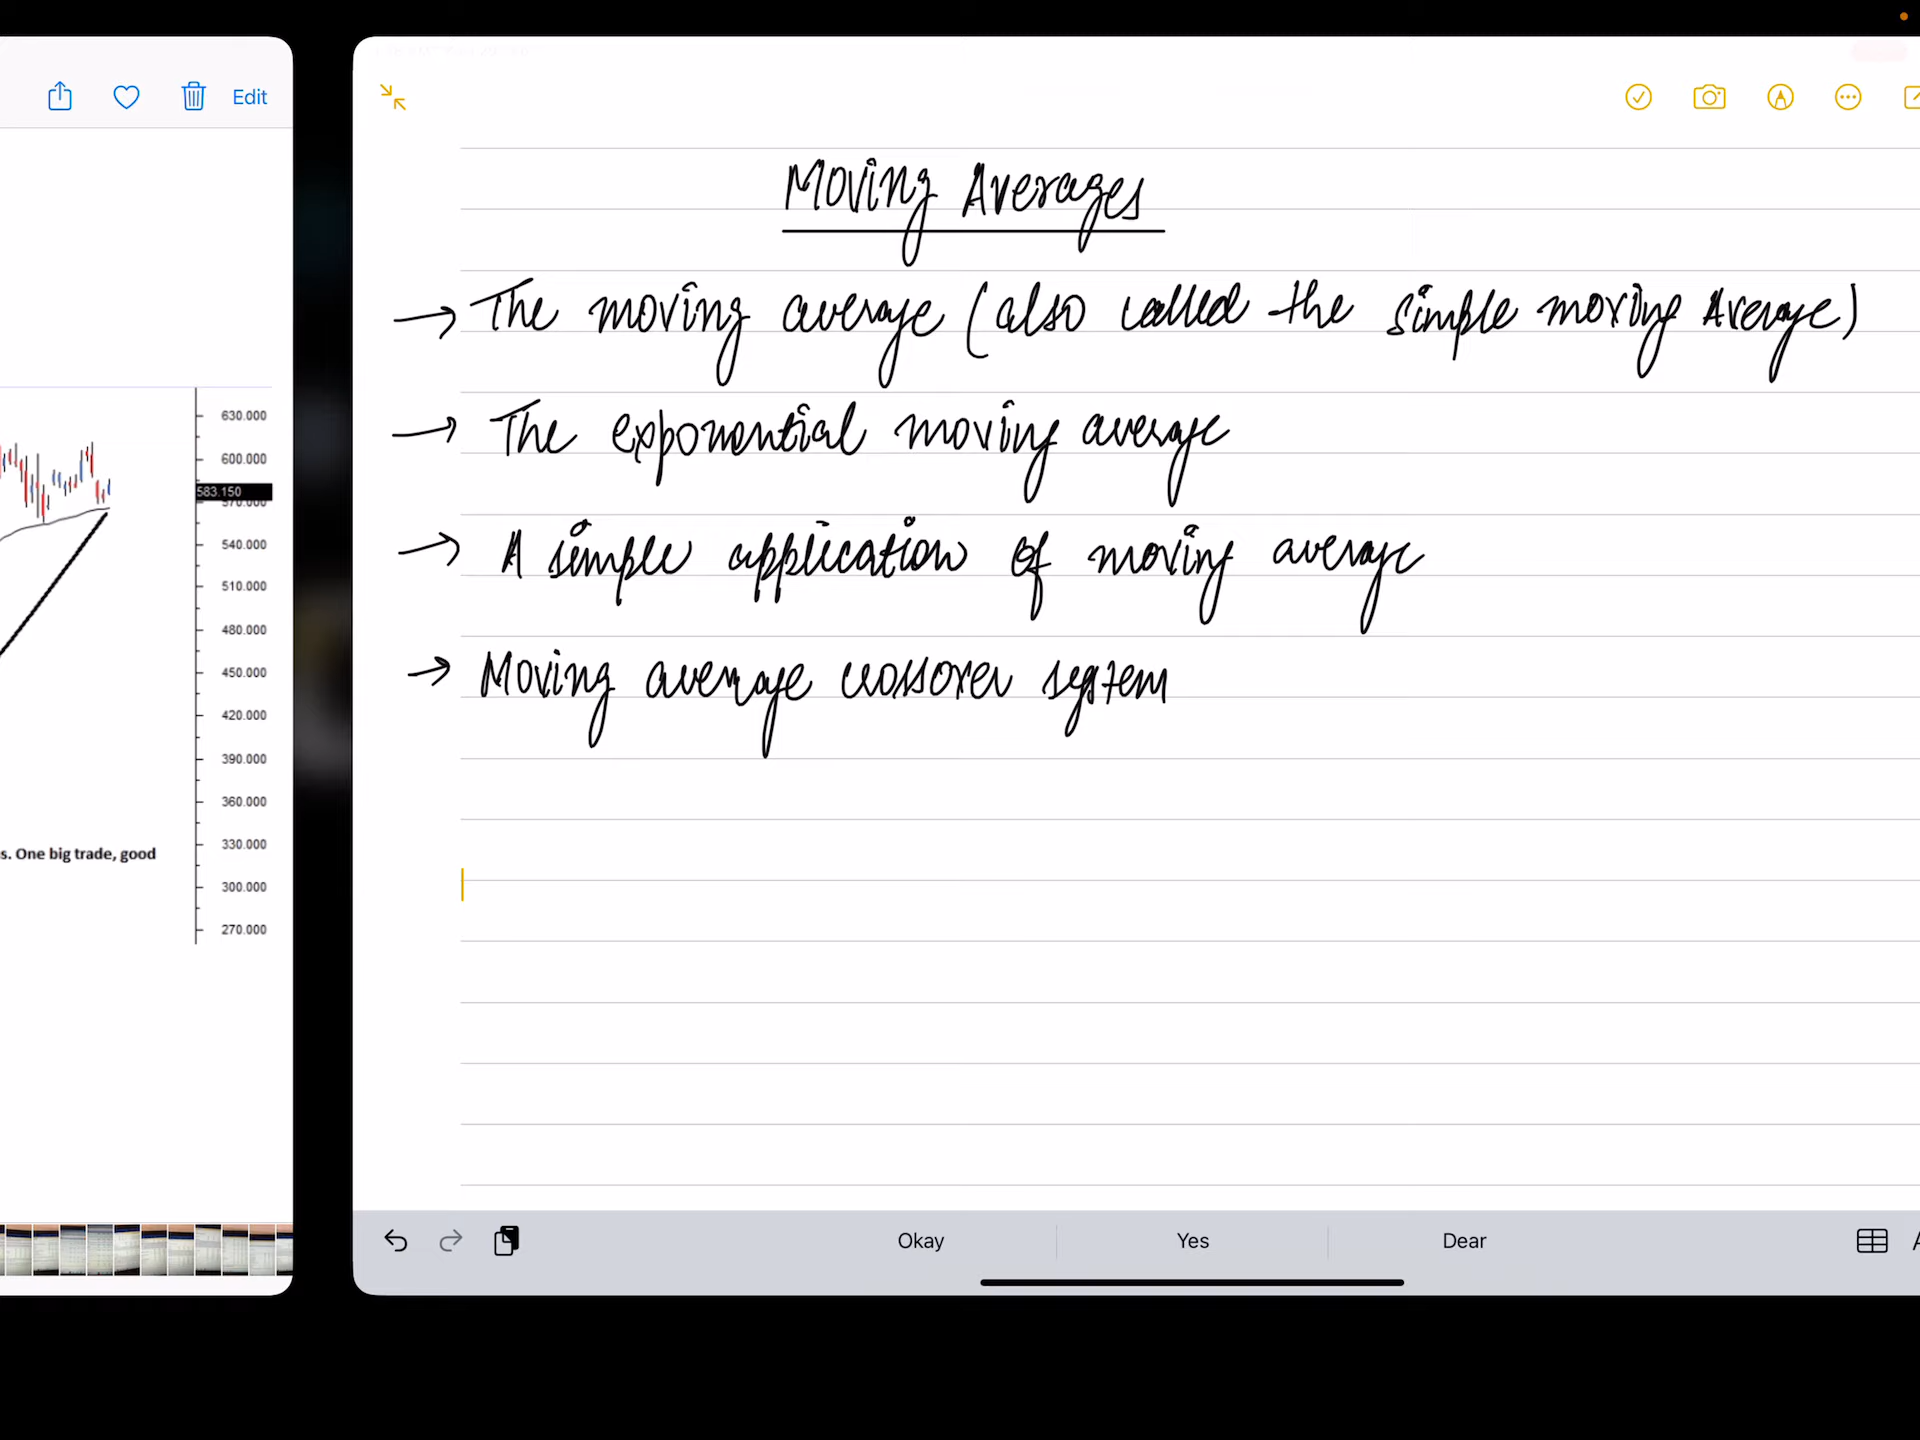 Edit
630.000
600.000
583.150
570.000
540.000
510.000
480.000
450.000
420.000
390.000
360.000
330.000
s. One big trade, good
300.000
270.000
Moving Averages
→ The moving average (also called the simple moving Average)
→ The exponential moving average
→ A simple application of moving average
→ Moving average crossover system
Okay Yes Dear